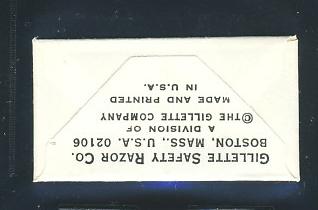 GILLETTE SAFETY RAZOR CO.
BOSTON, MASS., U.S.A. 02106
A DIVISION OF
©THE GILLETTE COMPANY
MADE AND PRINTED
IN U.S.A.